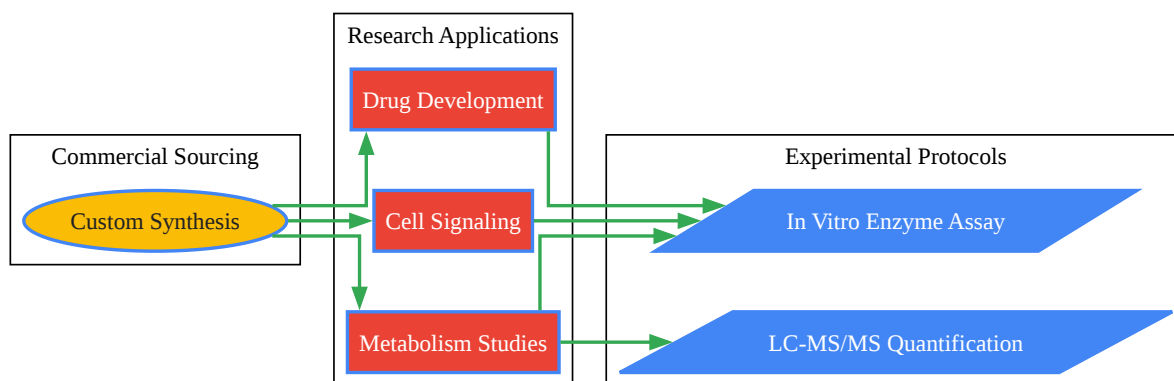 Commercial Sourcing
Custom Synthesis
Research Applications
Drug Development
Cell Signaling
Metabolism Studies
Experimental Protocols
In Vitro Enzyme Assay
LC-MS/MS Quantification